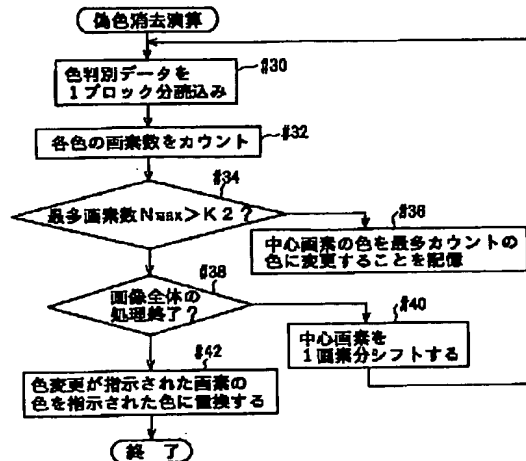 偽色消去演算
#30
色判別データを
1ブロック分読込み
#32
各色の画素数をカウント
#34
最多画素数Nmax>K2?
#36
中心画素の色を最多カウントの
色に変更することを記憶
#38
画像全体の
処理終了?
#40
中心画素を
1画素分シフトする
#42
色変更が指示された画素の
色を指示された色に置換する
終 了